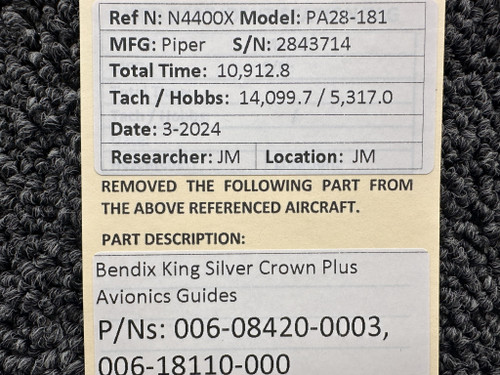 Ref N: N4400X Model: PA28-181
MFG: Piper S/N: 2843714
Total Time: 10,912.8
Tach / Hobbs: 14,099.7 / 5,317.0
Date: 3-2024
Researcher: JM Location: JM
REMOVED THE FOLLOWING PART FROM
THE ABOVE REFERENCED AIRCRAFT.
PART DESCRIPTION:
Bendix King Silver Crown Plus
Avionics Guides
P/Ns: 006-08420-0003,
006-18110-000